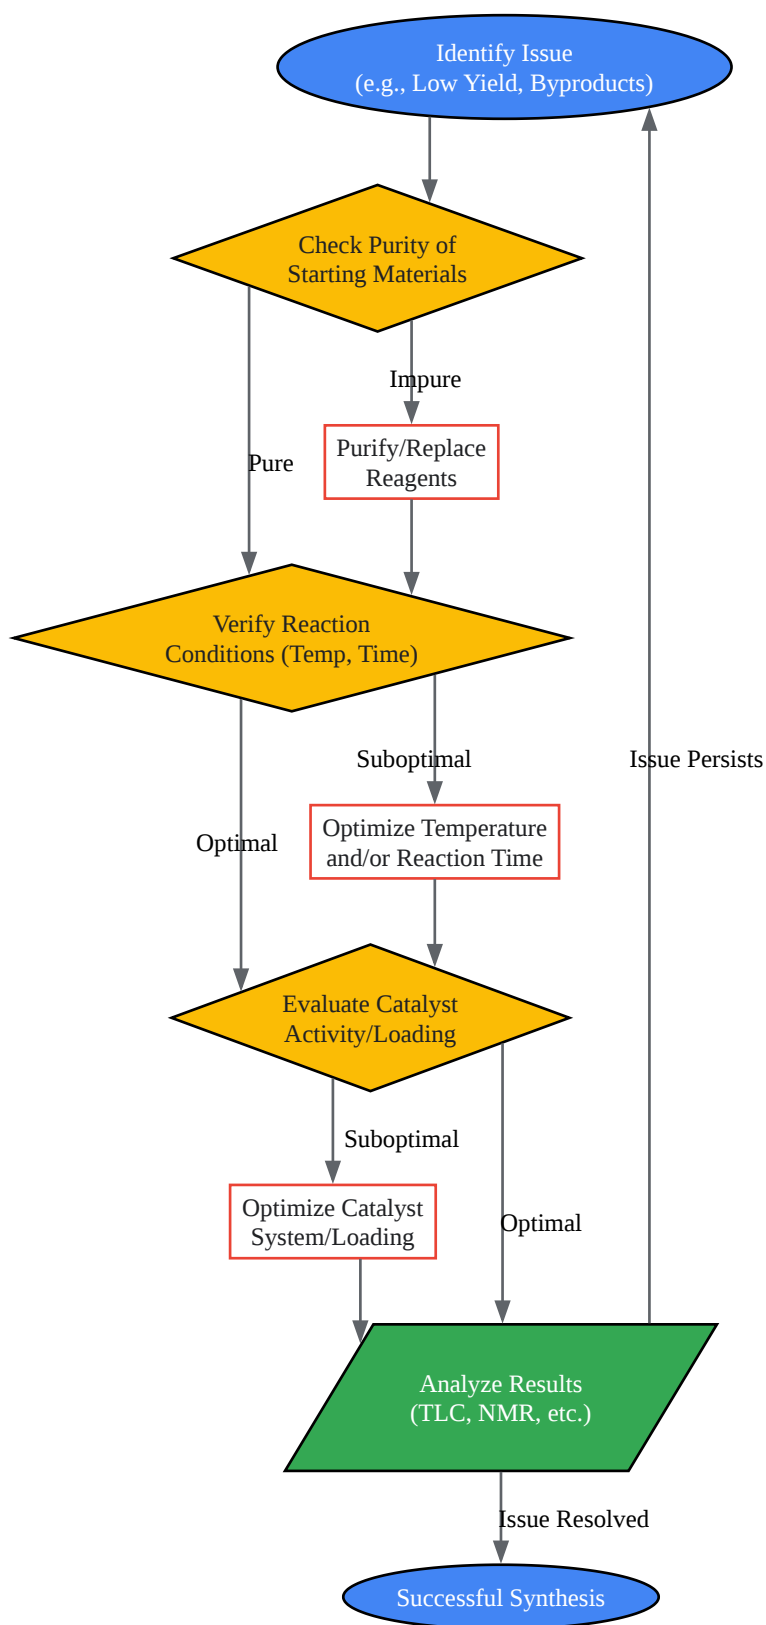 Identify Issue
(e.g., Low Yield, Byproducts)
Check Purity of
Starting Materials
Impure
Purify/Replace
Reagents
Pure
Verify Reaction
Conditions (Temp, Time)
Suboptimal
Issue Persists
Optimize Temperature
and/or Reaction Time
Optimal
Evaluate Catalyst
Activity/Loading
Suboptimal
Optimize Catalyst
System/Loading
Optimal
Analyze Results
(TLC, NMR, etc.)
Issue Resolved
Successful Synthesis